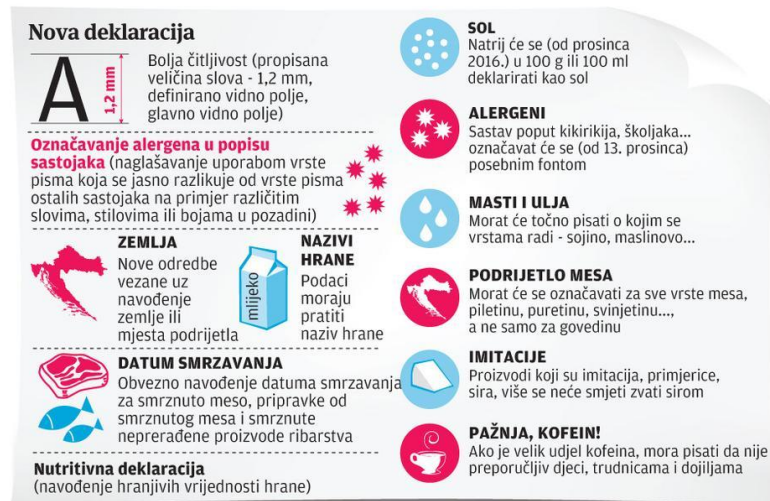 Nova deklaracija
A
1,2 mm
Bolja čitljivost (propisana
veličina slova - 1,2 mm,
definirano vidno polje,
glavno vidno polje)
Označavanje alergena u popisu
sastojaka (naglašavanje uporabom vrste
pisma koja se jasno razlikuje od vrste pisma
ostalih sastojaka na primjer različitim
slovima, stilovima ili bojama u pozadini)
ZEMLJA
Nove odredbe
vezane uz
navođenje
zemlje ili
mjesta podrijetla
mlijeko
NAZIVI
HRANE
Podaci
moraju
pratiti
naziv hrane
DATUM SMRZAVANJA
Obvezno navođenje datuma smrzavanja
za smrznuto meso, pripravke od
smrznutog mesa i smrznute
neprerađene proizvode ribarstva
Nutritivna deklaracija
(navođenje hranjivih vrijednosti hrane)
SOL
Natrij će se (od prosinca
2016.) u 100 g ili 100 ml
deklarirati kao sol
ALERGENI
Sastav poput kikirikija, školjaka...
označavat će se (od 13. prosinca)
posebnim fontom
MASTI I ULJA
Morat će točno pisati o kojim se
vrstama radi - sojino, maslinovo...
PODRIJETLO MESA
Morat će se označavati za sve vrste mesa,
piletinu, puretinu, svinjetinu...,
a ne samo za govedinu
IMITACIJE
Proizvodi koji su imitacija, primjerice,
sira, više se neće smjeti zvati sirom
PAŽNJA, KOFEIN!
Ako je velik udjel kofeina, mora pisati da nije
preporučljiv djeci, trudnicama i dojiljama